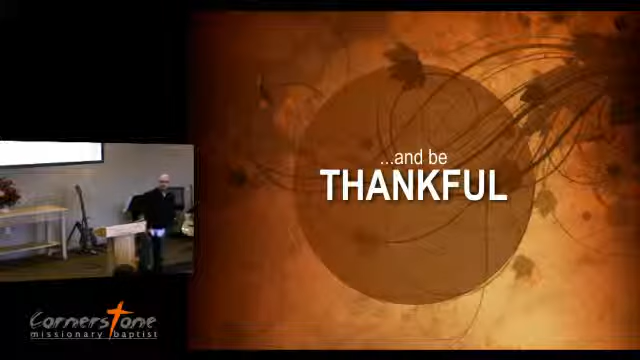 ...and be
THANKFUL
Cornerstone
missionary baptist